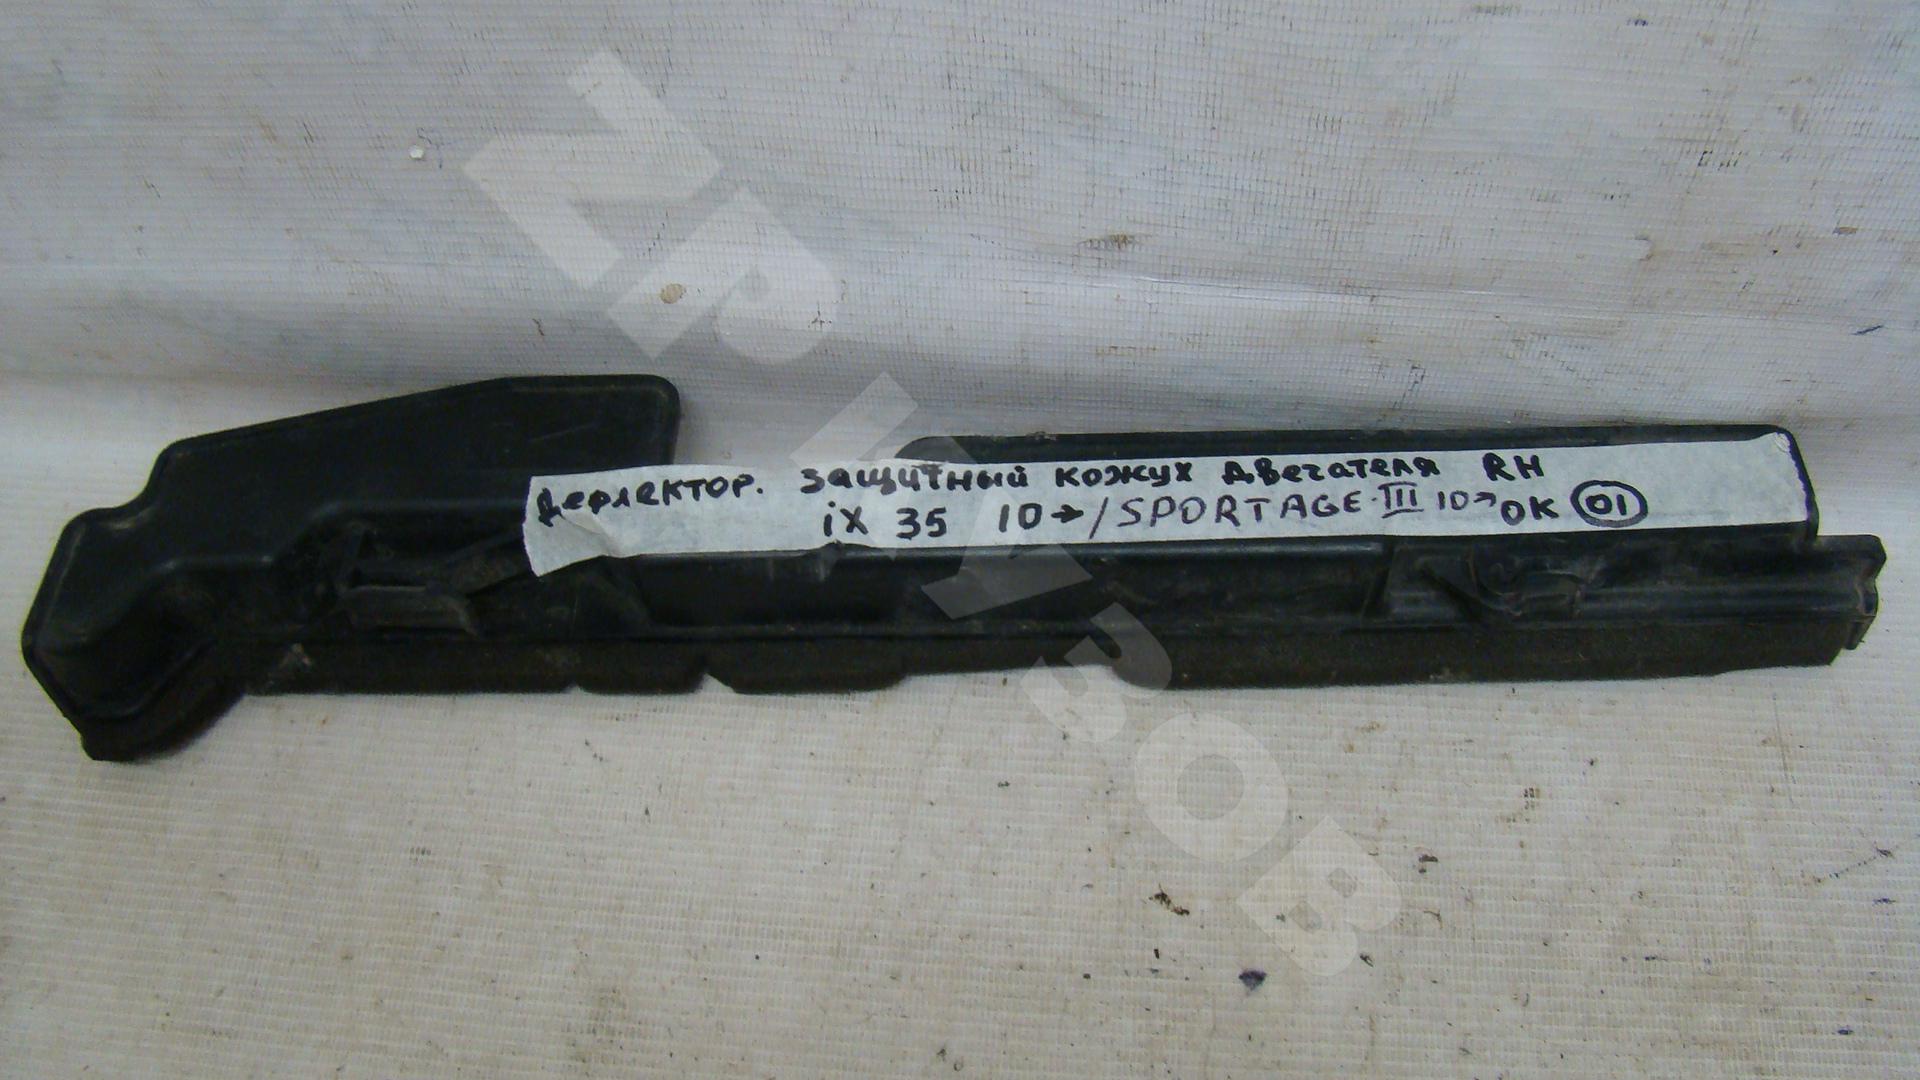 Дефлектор. защитный кожух двегателя RH
iX 35 10→/SPORTAGE-III 10→ OK 01